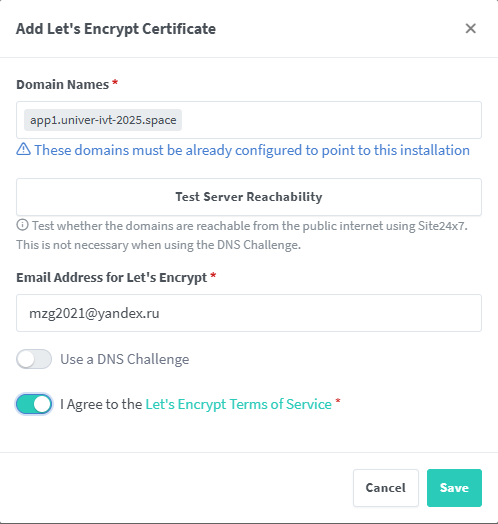 Add Let's Encrypt Certificate
Domain Names *
app1.univer-ivt-2025.space
These domains must be already configured to point to this installation
Test Server Reachability
Test whether the domains are reachable from the public internet using Site24x7.
This is not necessary when using the DNS Challenge.
Email Address for Let's Encrypt *
mzg2021@yandex.ru
Use a DNS Challenge
I Agree to the Let's Encrypt Terms of Service *
Cancel
Save